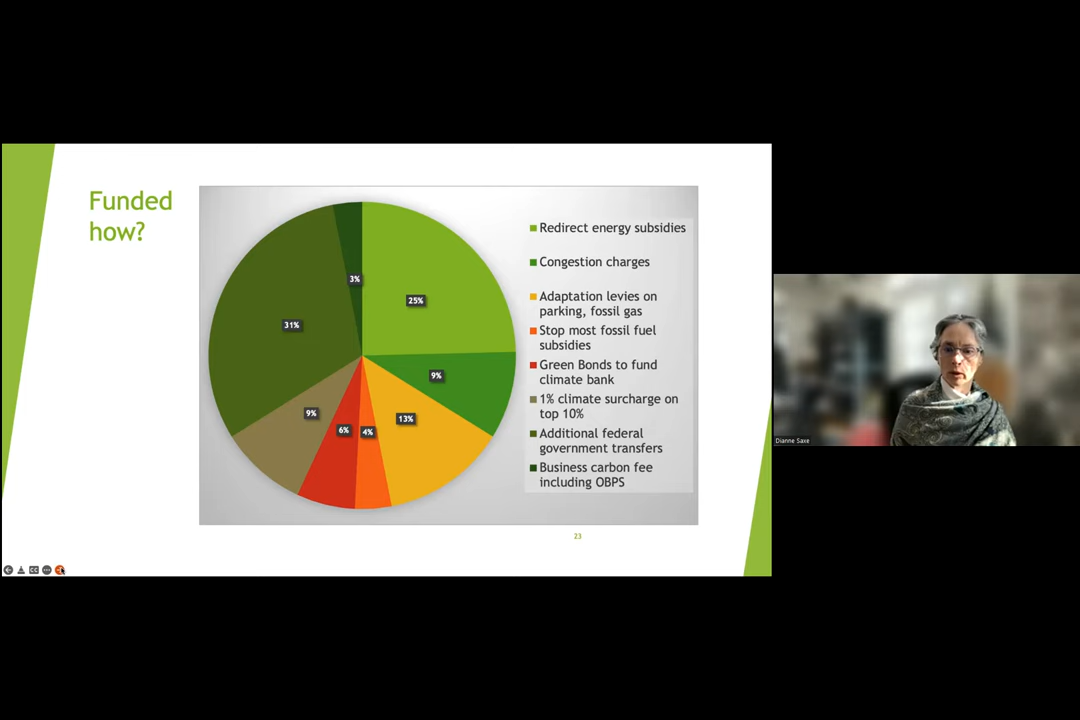 Funded
how?
3%
25%
31%
9%
9%
13%
6%
4%
Redirect energy subsidies
Congestion charges
Adaptation levies on
parking, fossil gas
Stop most fossil fuel
subsidies
Green Bonds to fund
climate bank
1% climate surcharge on
top 10%
Additional federal
government transfers
Business carbon fee
including OBPS
23
CC
Dianne Saxe